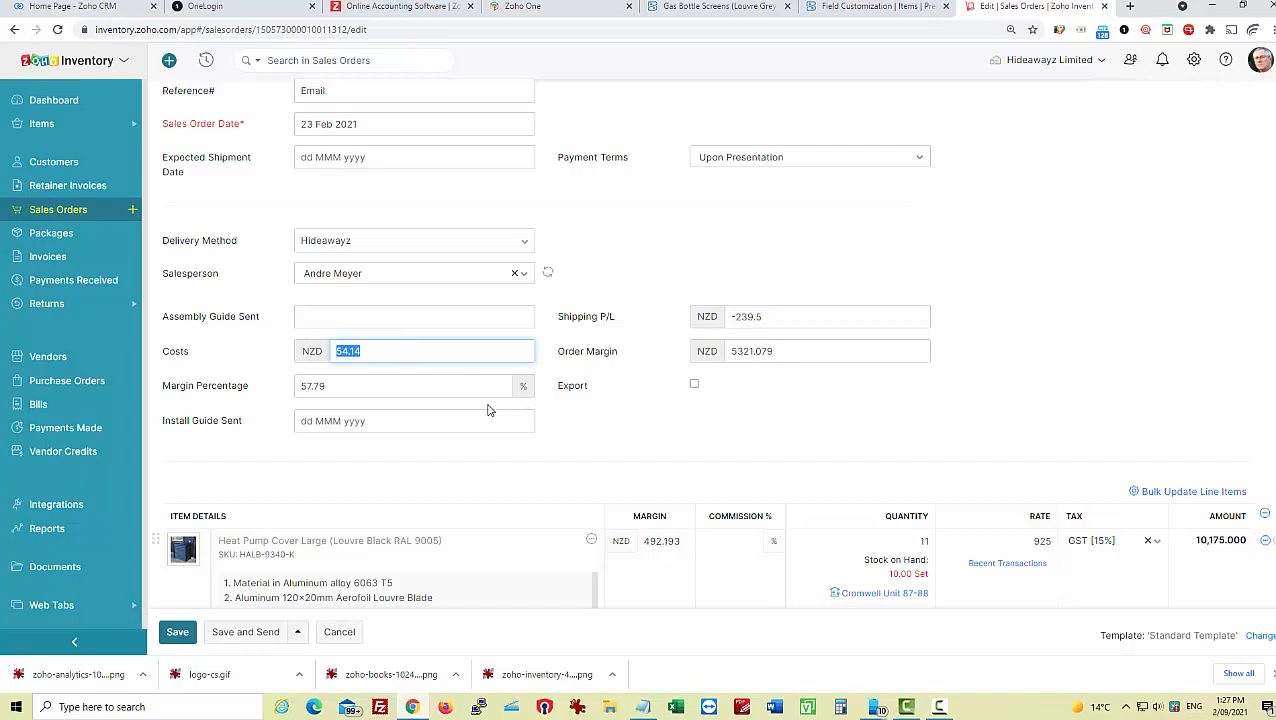 Home Page - Zoho CRM
OneLogin
Online Accounting Software | Z
Zoho One
Gas Bottle Screens (Louvre Grey
Field Customization | Items | Pre
Edit | Sales Orders | Zoho Invent
inventory.zoho.com/app#/salesorders/150573000010011312/edit
128
ZOHO Inventory
Search in Sales Orders
Hideawayz Limited
Dashboard
Items
Customers
Retainer Invoices
Sales Orders
Packages
Invoices
Payments Received
Returns
Vendors
Purchase Orders
Bills
Payments Made
Vendor Credits
Integrations
Reports
Documents
Web Tabs
Reference#
Email
Sales Order Date*
23 Feb 2021
Expected Shipment Date
dd MMM yyyy
Payment Terms
Upon Presentation
Delivery Method
Hideawayz
Salesperson
Andre Meyer
Assembly Guide Sent
Shipping P/L
NZD -239.5
Costs
NZD 54.14
Order Margin
NZD 5321.079
Margin Percentage
57.79 %
Export
Install Guide Sent
dd MMM yyyy
Bulk Update Line Items
ITEM DETAILS MARGIN COMMISSION % QUANTITY RATE TAX AMOUNT
Heat Pump Cover Large (Louvre Black RAL 9005)
SKU: HALB-9340-K
NZD 492.193 % 11 925 GST [15%] 10,175.000
Stock on Hand:
10.00 Set
Recent Transactions
Cromwell Unit 87-88
1. Material in Aluminum alloy 6063 T5
2. Aluminum 120×20mm Aerofoil Louvre Blade
Save
Save and Send
Cancel
Template: 'Standard Template' Change
zoho-analytics-10....png
logo-cs.gif
zoho-books-1024....png
zoho-inventory-4....png
Show all
Type here to search
99+
10
14°C
ENG
1:27 PM
2/09/2021